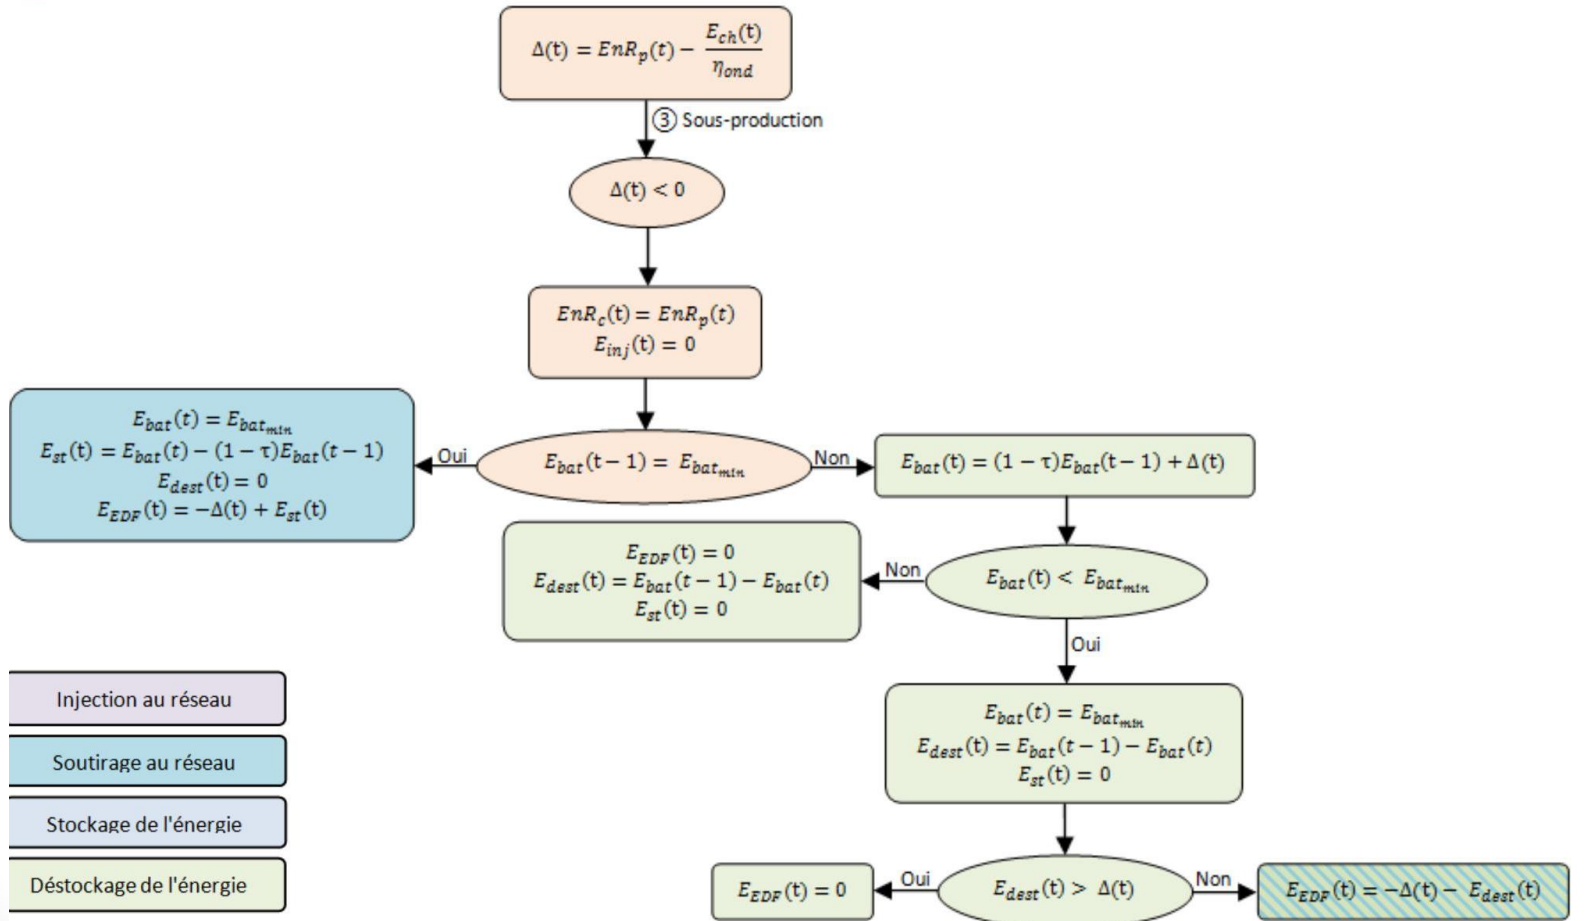 Δ(t) = EnR_p(t) − E_ch(t)/η_ond
③ Sous-production
Δ(t) < 0
EnR_c(t) = EnR_p(t)
E_inj(t) = 0
E_bat(t) = E_bat_min
E_st(t) = E_bat(t) − (1 − τ)E_bat(t − 1)
E_dest(t) = 0
E_EDF(t) = −Δ(t) + E_st(t)
Oui
E_bat(t − 1) = E_bat_min
Non
E_bat(t) = (1 − τ)E_bat(t − 1) + Δ(t)
E_EDF(t) = 0
E_dest(t) = E_bat(t − 1) − E_bat(t)
E_st(t) = 0
Non
E_bat(t) < E_bat_min
Oui
E_bat(t) = E_bat_min
E_dest(t) = E_bat(t − 1) − E_bat(t)
E_st(t) = 0
E_EDF(t) = 0
Oui
E_dest(t) > Δ(t)
Non
E_EDF(t) = −Δ(t) − E_dest(t)
Injection au réseau
Soutirage au réseau
Stockage de l'énergie
Déstockage de l'énergie